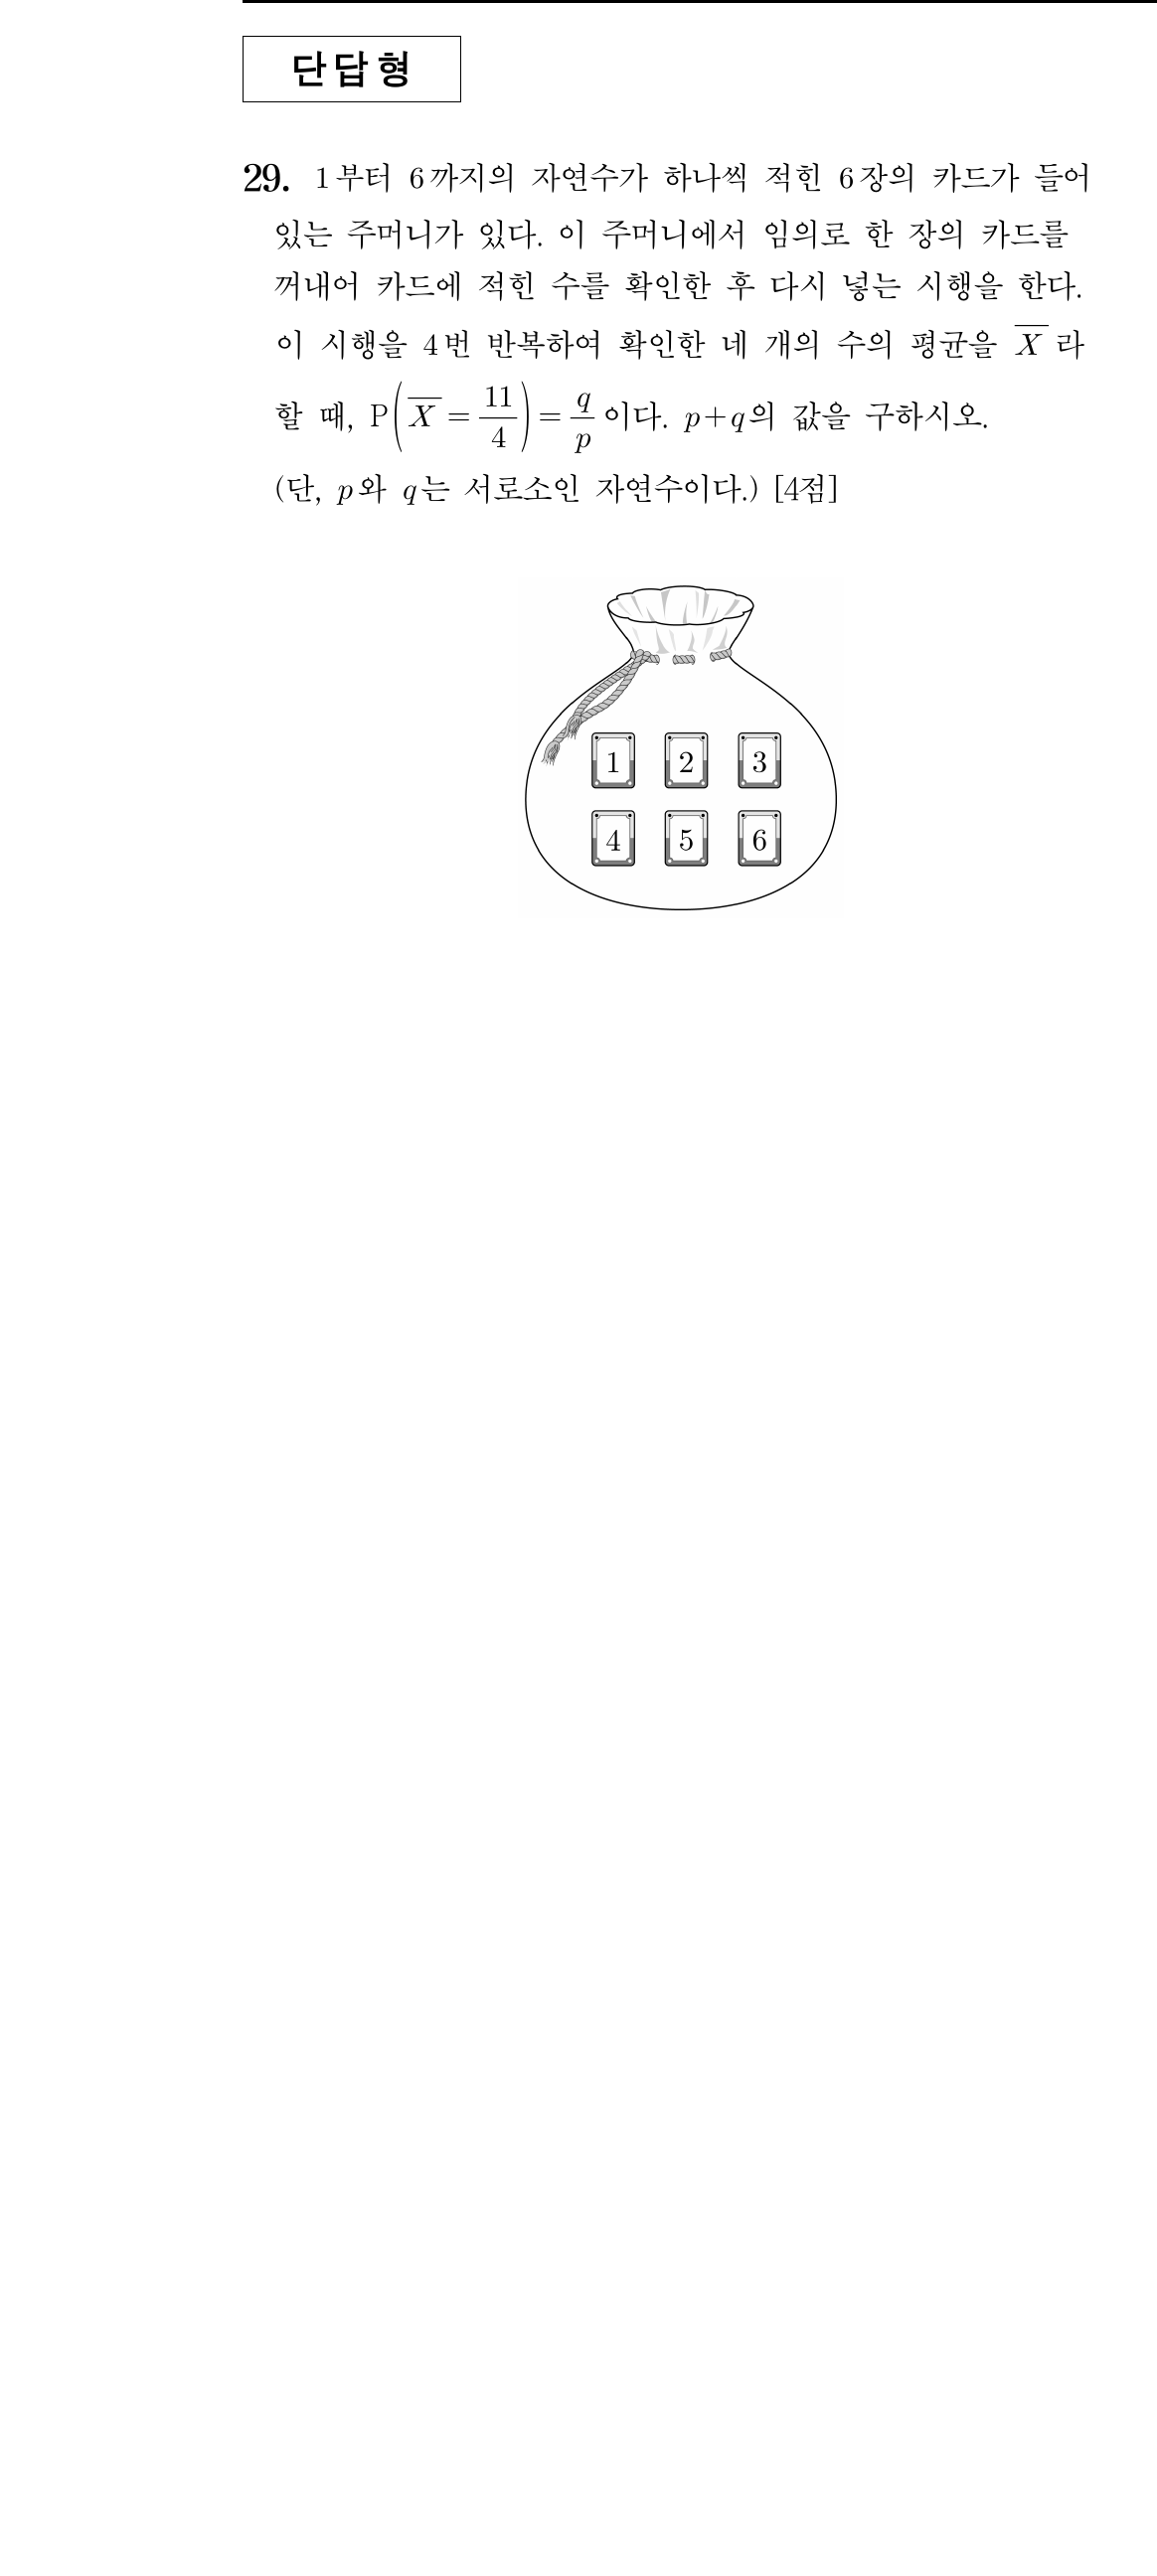 단답형
29. 1부터 6까지의 자연수가 하나씩 적힌 6장의 카드가 들어
있는 주머니가 있다. 이 주머니에서 임의로 한 장의 카드를
꺼내어 카드에 적힌 수를 확인한 후 다시 넣는 시행을 한다.
이 시행을 4번 반복하여 확인한 네 개의 수의 평균을 $\overline{X}$ 라
할 때, $\mathrm{P}\left(\overline{X}=\frac{11}{4}\right)=\frac{q}{p}$ 이다. $p+q$의 값을 구하시오.
(단, $p$와 $q$는 서로소인 자연수이다.) [4점]
1 2 3
4 5 6